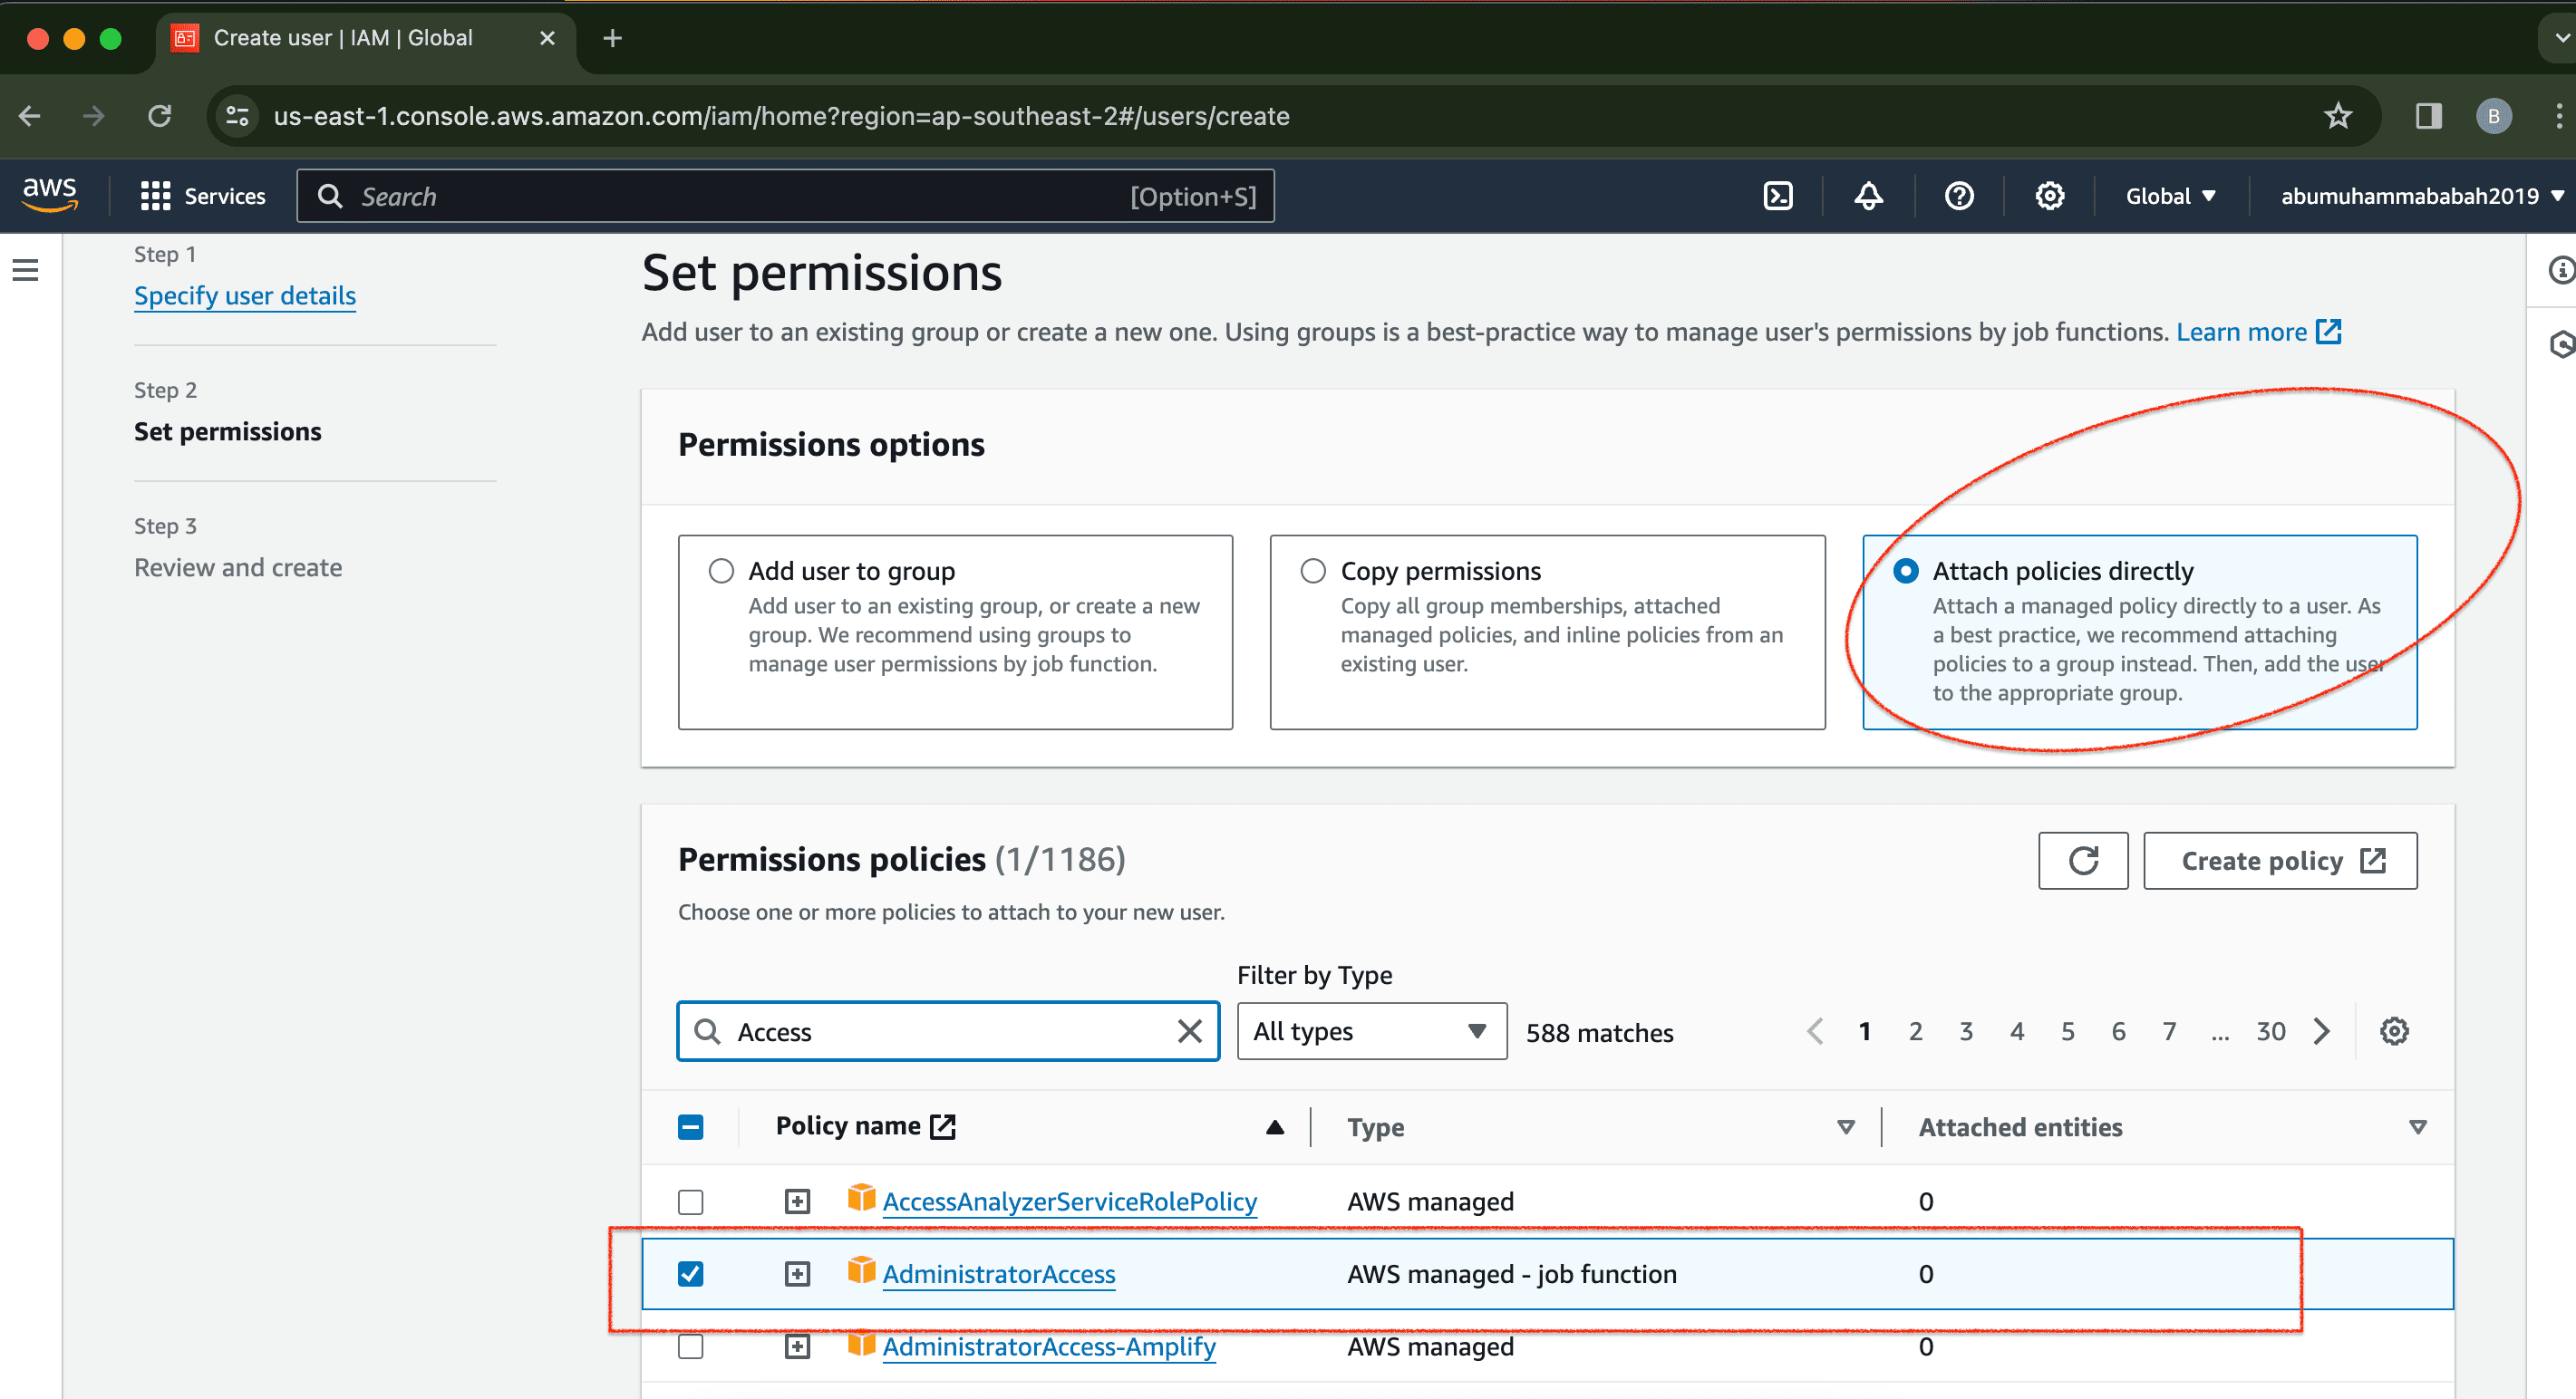 Create user | IAM | Global
us-east-1.console.aws.amazon.com/iam/home?region=ap-southeast-2#/users/create
B
aws
Services
Search
[Option+S]
Global
abumuhammababah2019
Step 1
Specify user details
Step 2
Set permissions
Step 3
Review and create
Set permissions
Add user to an existing group or create a new one. Using groups is a best-practice way to manage user's permissions by job functions. Learn more
Permissions options
Add user to group
Add user to an existing group, or create a new
group. We recommend using groups to
manage user permissions by job function.
Copy permissions
Copy all group memberships, attached
managed policies, and inline policies from an
existing user.
Attach policies directly
Attach a managed policy directly to a user. As
a best practice, we recommend attaching
policies to a group instead. Then, add the user
to the appropriate group.
Permissions policies (1/1186)
Create policy
Choose one or more policies to attach to your new user.
Filter by Type
Access
All types
588 matches
1 2 3 4 5 6 7 ... 30
Policy name Type Attached entities
AccessAnalyzerServiceRolePolicy AWS managed 0
AdministratorAccess AWS managed - job function 0
AdministratorAccess-Amplify AWS managed 0